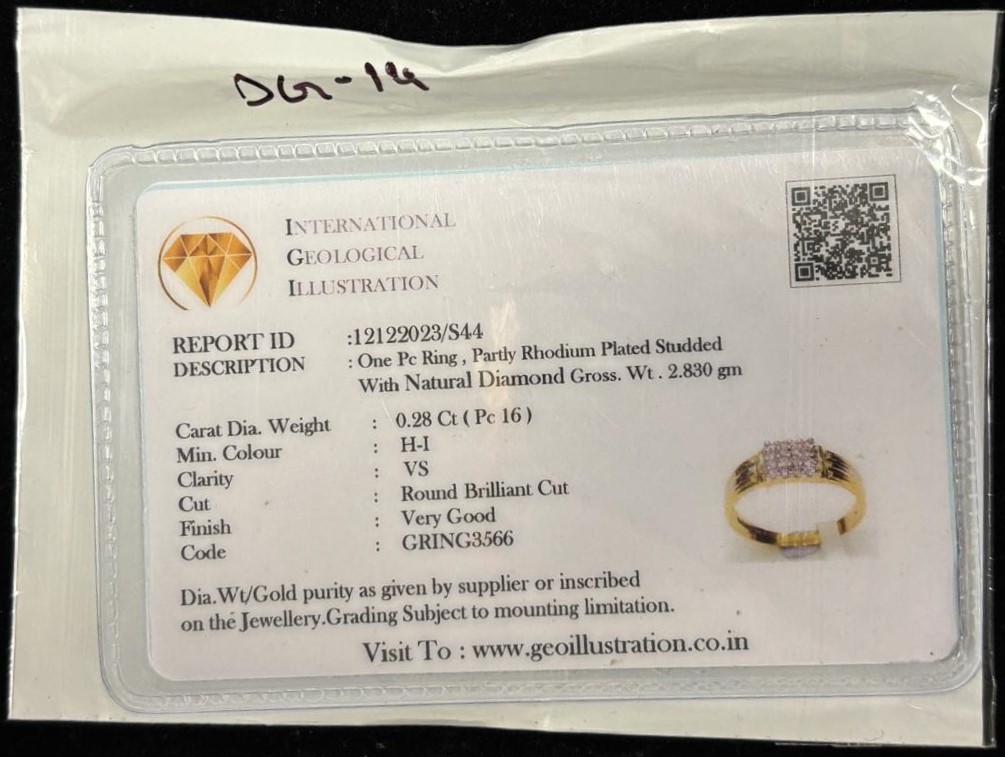 DGr-14
INTERNATIONAL
GEOLOGICAL
ILLUSTRATION
REPORT ID :12122023/S44
DESCRIPTION : One Pc Ring , Partly Rhodium Plated Studded
With Natural Diamond Gross. Wt . 2.830 gm
Carat Dia. Weight : 0.28 Ct ( Pc 16 )
Min. Colour : H-I
Clarity : VS
Cut : Round Brilliant Cut
Finish : Very Good
Code : GRING3566
Dia.Wt/Gold purity as given by supplier or inscribed
on the Jewellery.Grading Subject to mounting limitation.
Visit To : www.geoillustration.co.in